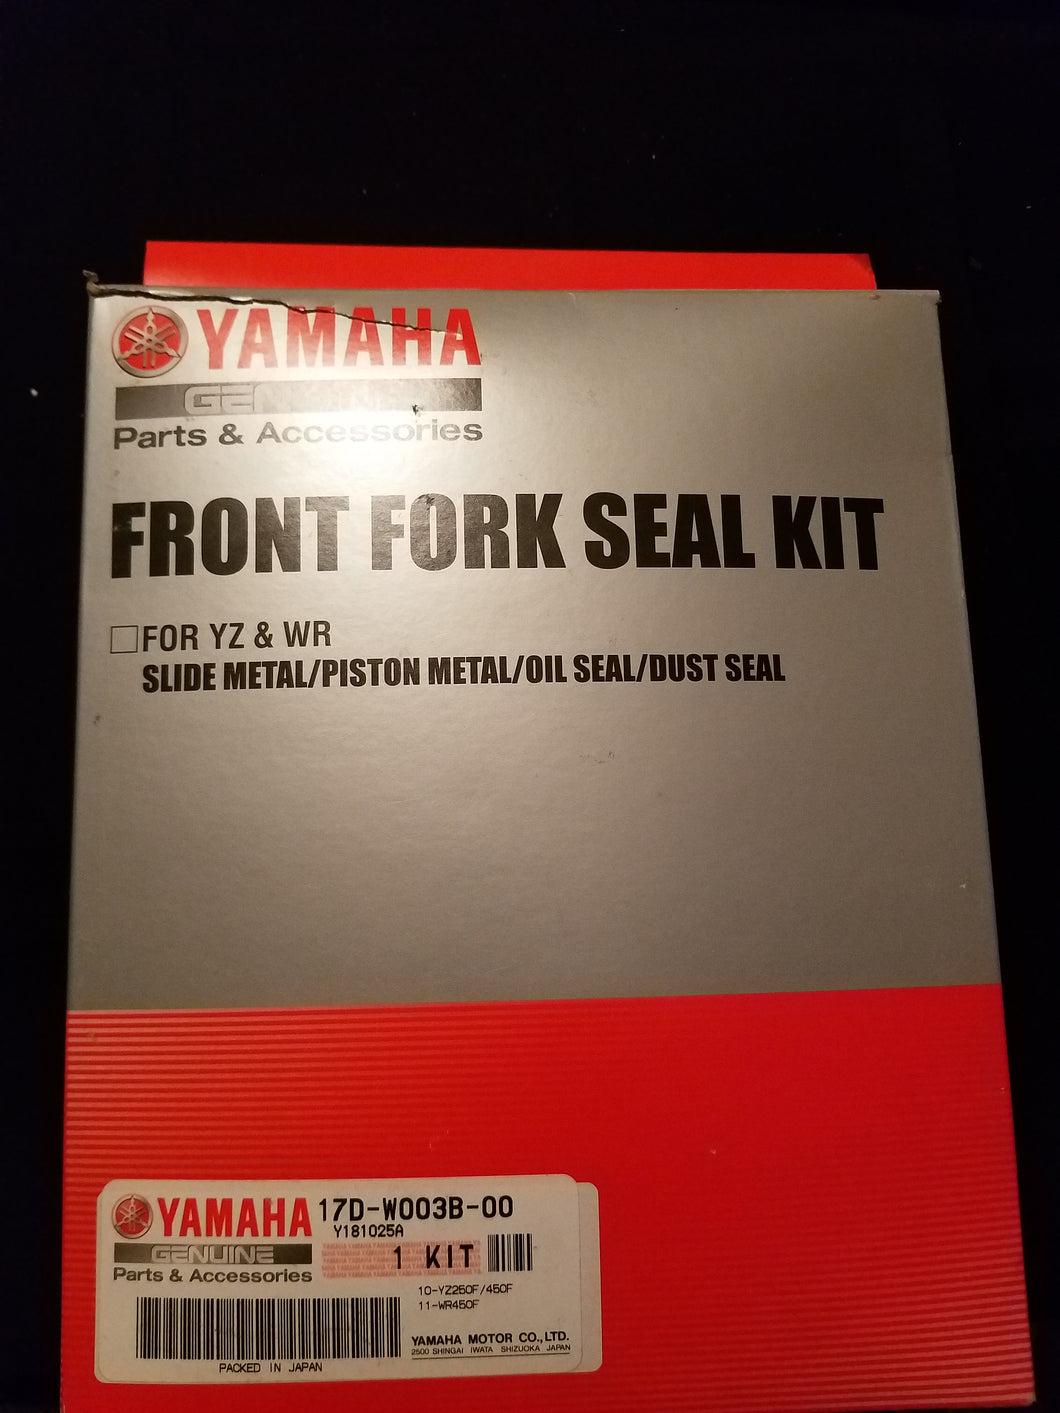 YAMAHA
GENUINE
Parts & Accessories
FRONT FORK SEAL KIT
FOR YZ & WR
SLIDE METAL/PISTON METAL/OIL SEAL/DUST SEAL
YAMAHA 17D-W003B-00
Y181025A
GENUINE 1 KIT
Parts & Accessories
10-YZ250F/450F
11-WR450F
YAMAHA MOTOR CO.,LTD.
2500 SHINGAI IWATA SHIZUOKA JAPAN
PACKED IN JAPAN